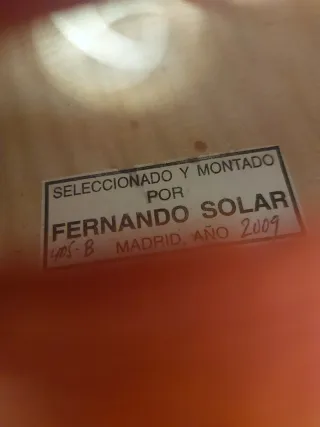 SELECCIONADO Y MONTADO
POR
FERNANDO SOLAR
MADRID, AÑO 2009